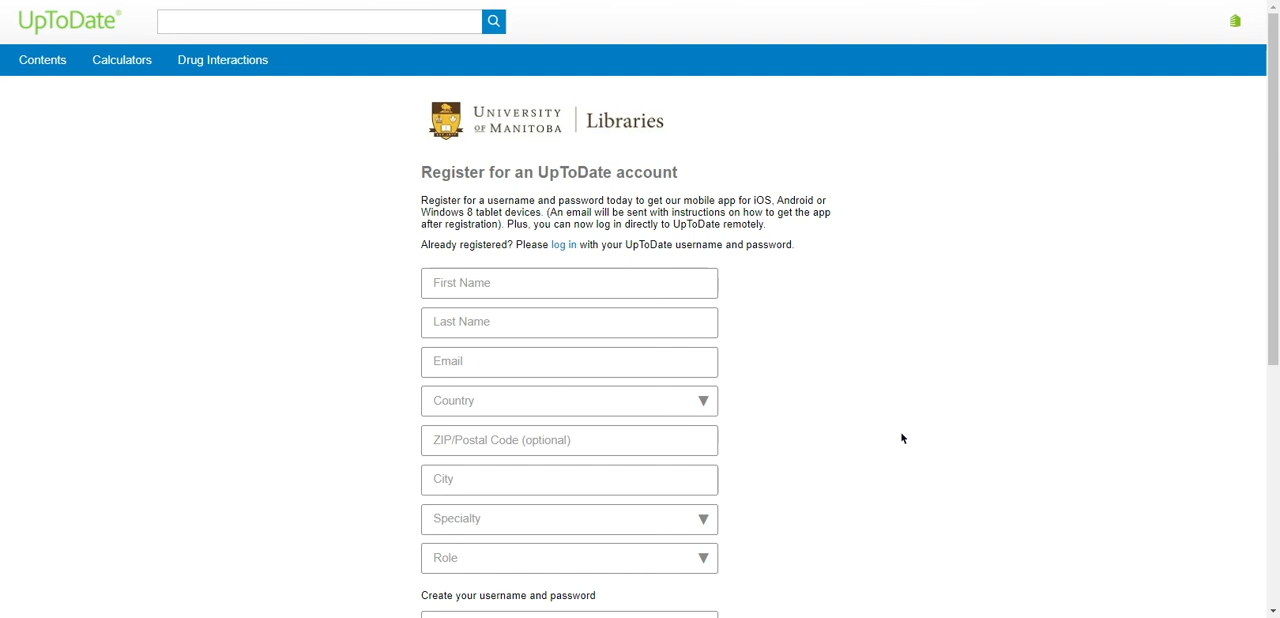 UpToDate®
Contents Calculators Drug Interactions
UNIVERSITY OF MANITOBA | Libraries
Register for an UpToDate account
Register for a username and password today to get our mobile app for iOS, Android or
Windows 8 tablet devices. (An email will be sent with instructions on how to get the app
after registration). Plus, you can now log in directly to UpToDate remotely.
Already registered? Please log in with your UpToDate username and password.
First Name
Last Name
Email
Country
ZIP/Postal Code (optional)
City
Specialty
Role
Create your username and password